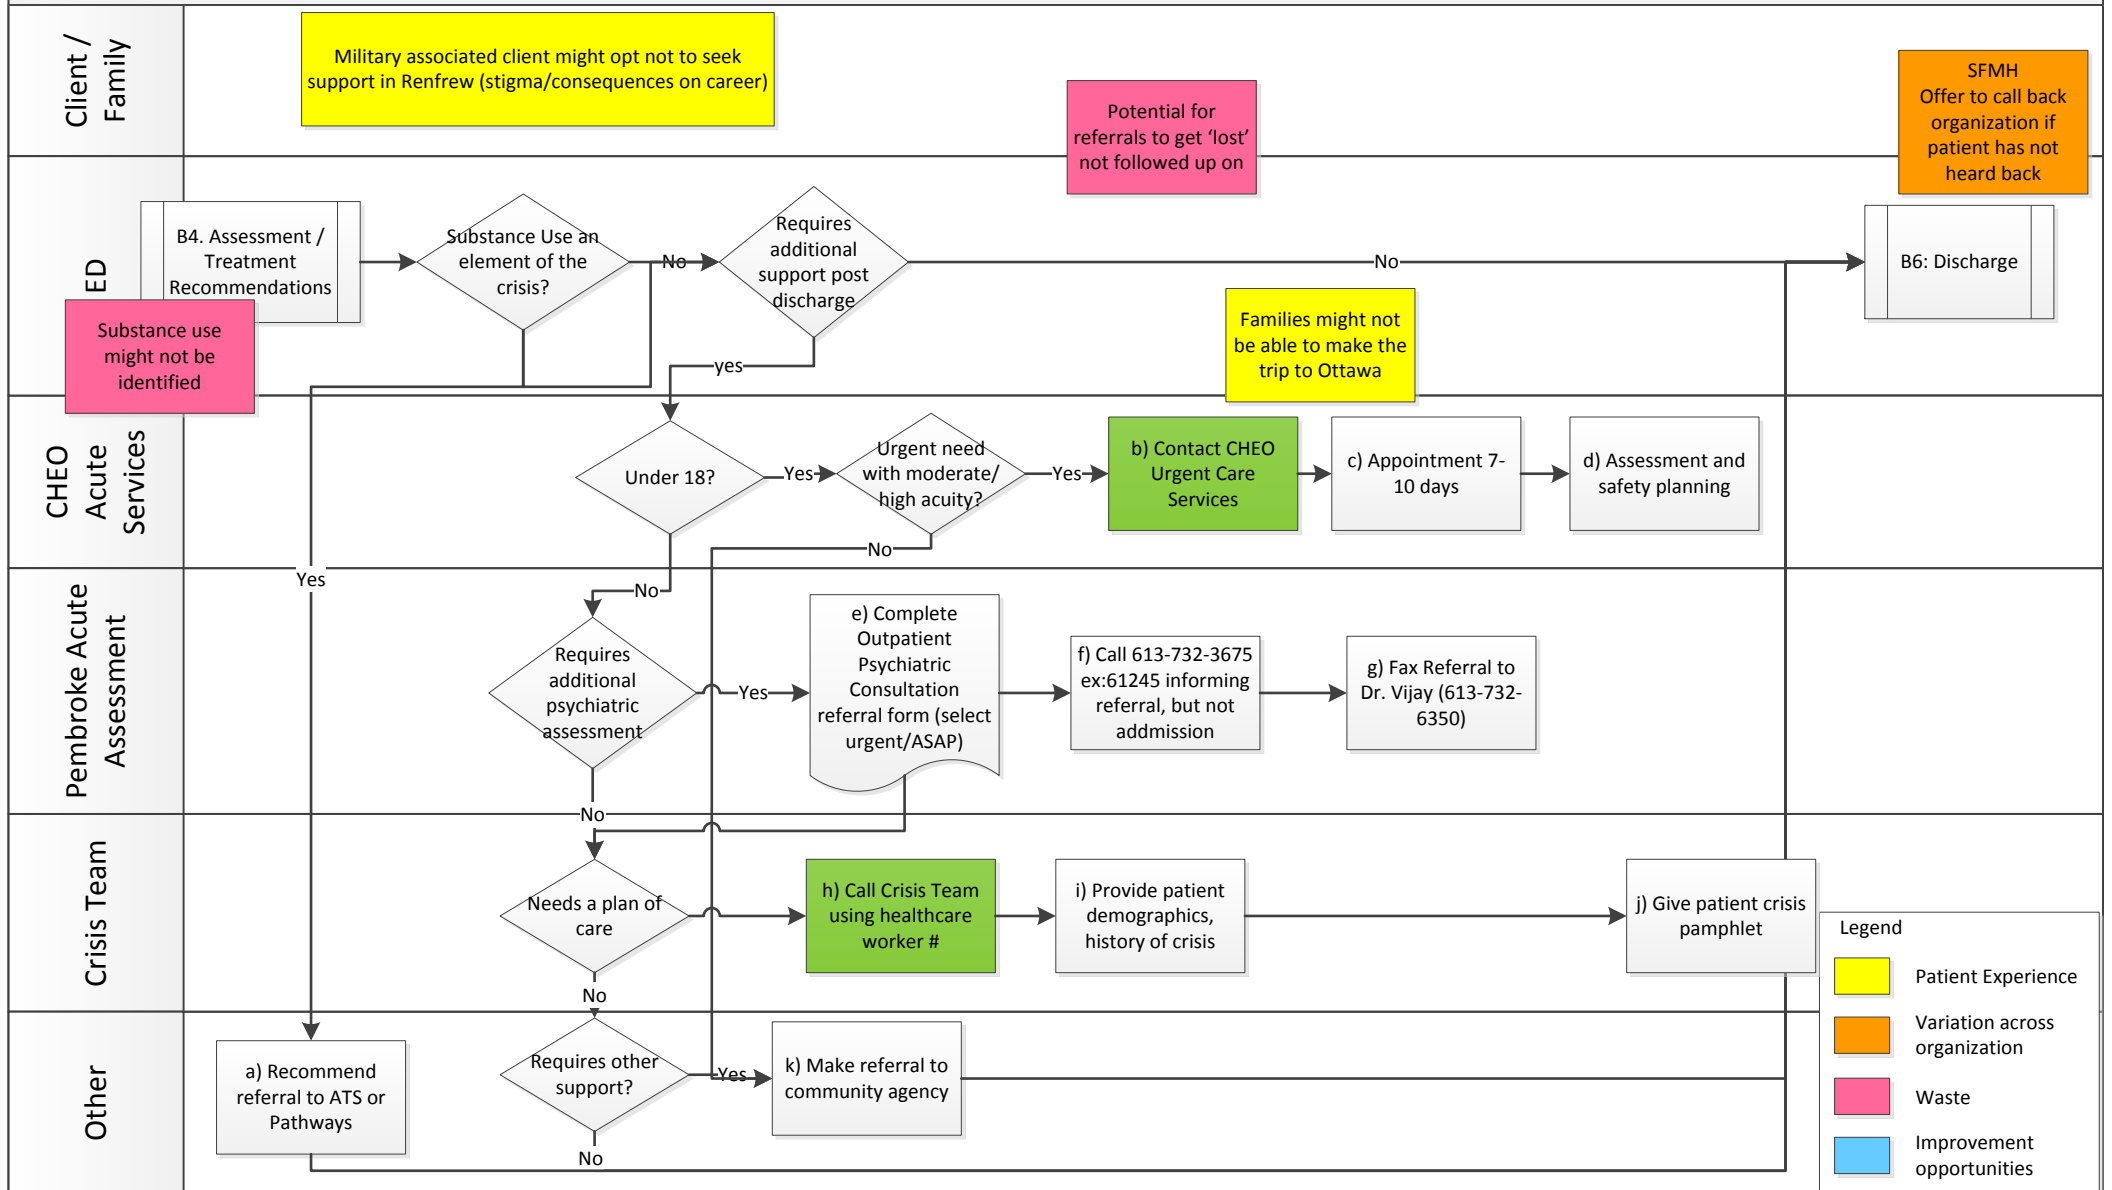 Client /
Family
Military associated client might opt not to seek
support in Renfrew (stigma/consequences on career)
Potential for
referrals to get ‘lost’
not followed up on
SFMH
Offer to call back
organization if
patient has not
heard back
ED
B4. Assessment /
Treatment
Recommendations
Substance Use an
element of the
crisis?
No
Requires
additional
support post
discharge
No
B6: Discharge
Substance use
might not be
identified
yes
Families might not
be able to make the
trip to Ottawa
CHEO
Acute
Services
Under 18?
Yes
Urgent need
with moderate/
high acuity?
Yes
b) Contact CHEO
Urgent Care
Services
c) Appointment 7-
10 days
d) Assessment and
safety planning
No
Yes
No
Pembroke Acute
Assessment
Requires
additional
psychiatric
assessment
Yes
e) Complete
Outpatient
Psychiatric
Consultation
referral form (select
urgent/ASAP)
f) Call 613-732-3675
ex:61245 informing
referral, but not
addmission
g) Fax Referral to
Dr. Vijay (613-732-
6350)
No
Crisis Team
Needs a plan of
care
h) Call Crisis Team
using healthcare
worker #
i) Provide patient
demographics,
history of crisis
j) Give patient crisis
pamphlet
No
Other
a) Recommend
referral to ATS or
Pathways
Requires other
support?
Yes
k) Make referral to
community agency
No
Legend
Patient Experience
Variation across
organization
Waste
Improvement
opportunities